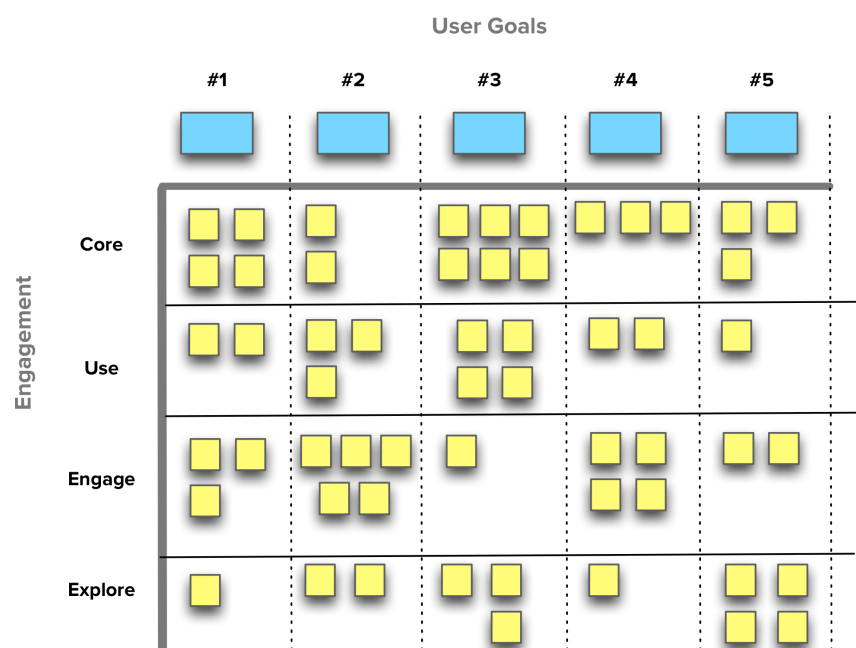 User Goals
#1 #2 #3 #4 #5
Engagement
Core
Use
Engage
Explore